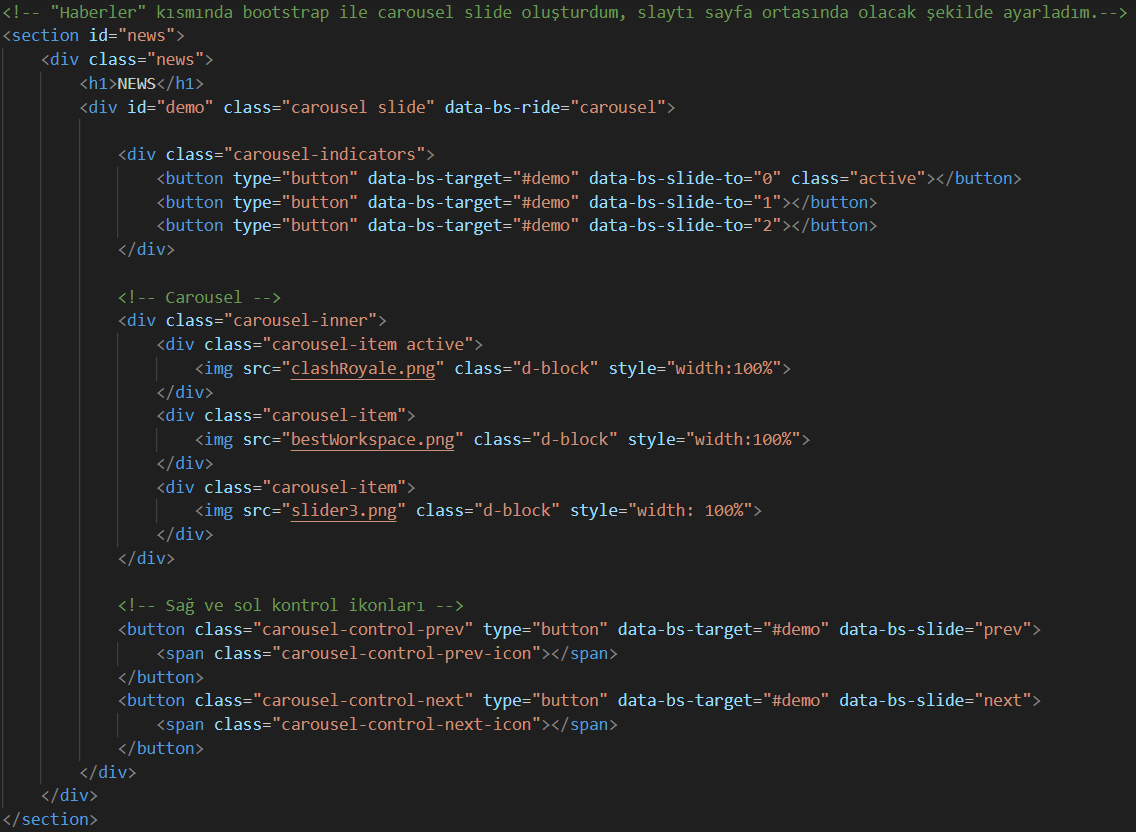 <!-- "Haberler" kısmında bootstrap ile carousel slide oluşturdum, slaytı sayfa ortasında olacak şekilde ayarladım.-->
<section id="news">
    <div class="news">
        <h1>NEWS</h1>
        <div id="demo" class="carousel slide" data-bs-ride="carousel">

            <div class="carousel-indicators">
                <button type="button" data-bs-target="#demo" data-bs-slide-to="0" class="active"></button>
                <button type="button" data-bs-target="#demo" data-bs-slide-to="1"></button>
                <button type="button" data-bs-target="#demo" data-bs-slide-to="2"></button>
            </div>

            <!-- Carousel -->
            <div class="carousel-inner">
                <div class="carousel-item active">
                    <img src="clashRoyale.png" class="d-block" style="width:100%">
                </div>
                <div class="carousel-item">
                    <img src="bestWorkspace.png" class="d-block" style="width:100%">
                </div>
                <div class="carousel-item">
                    <img src="slider3.png" class="d-block" style="width: 100%">
                </div>
            </div>

            <!-- Sağ ve sol kontrol ikonları -->
            <button class="carousel-control-prev" type="button" data-bs-target="#demo" data-bs-slide="prev">
                <span class="carousel-control-prev-icon"></span>
            </button>
            <button class="carousel-control-next" type="button" data-bs-target="#demo" data-bs-slide="next">
                <span class="carousel-control-next-icon"></span>
            </button>
        </div>
    </div>
</section>